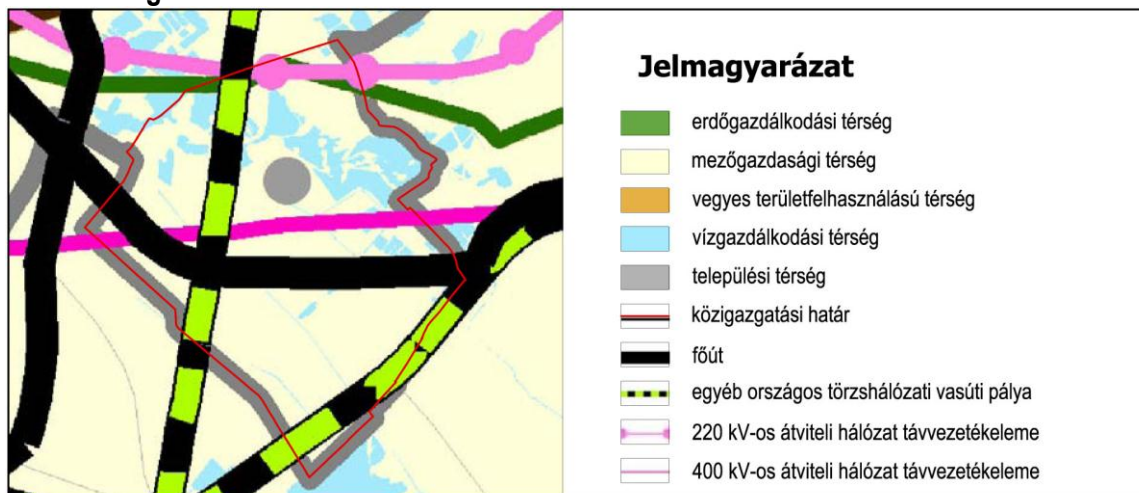 Jelmagyarázat
erdőgazdálkodási térség
mezőgazdasági térség
vegyes területfelhasználású térség
vízgazdálkodási térség
települési térség
közigazgatási határ
főút
egyéb országos törzshálózati vasúti pálya
220 kV-os átviteli hálózat távvezetékeleme
400 kV-os átviteli hálózat távvezetékeleme